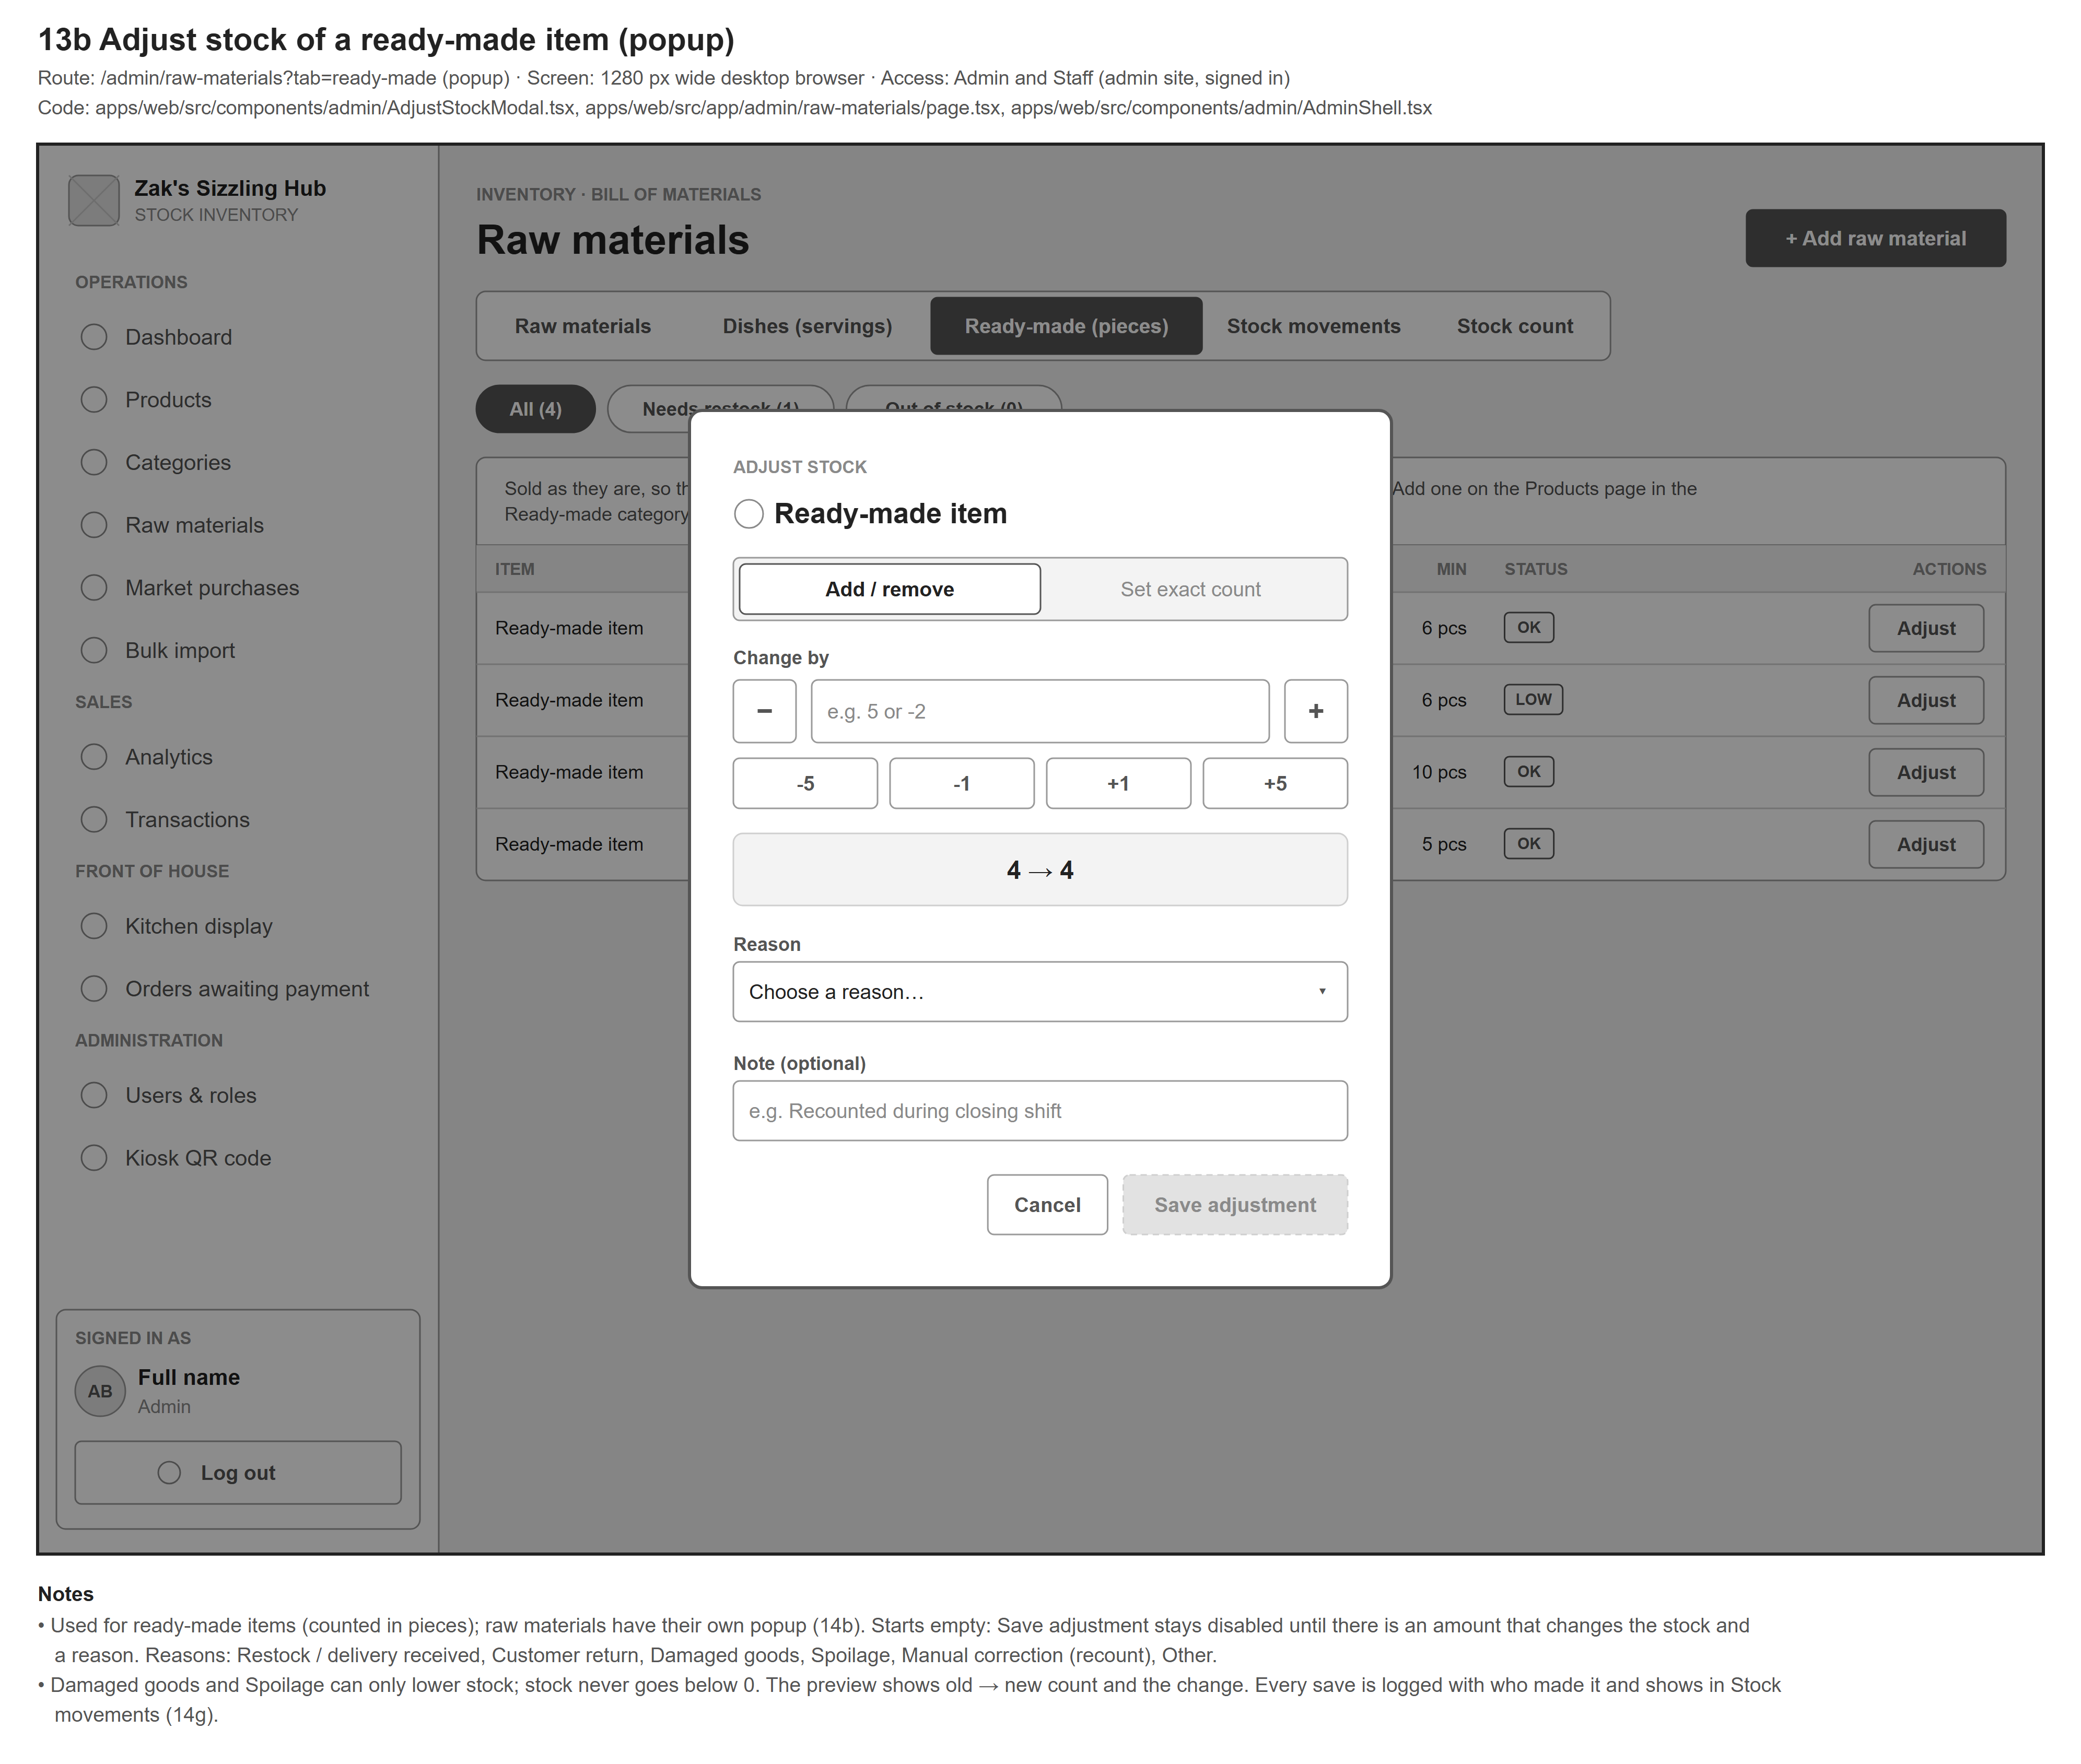 13b Adjust stock of a ready-made item (popup)
Route: /admin/raw-materials?tab=ready-made (popup) · Screen: 1280 px wide desktop browser · Access: Admin and Staff (admin site, signed in)
Code: apps/web/src/components/admin/AdjustStockModal.tsx, apps/web/src/app/admin/raw-materials/page.tsx, apps/web/src/components/admin/AdminShell.tsx
Zak's Sizzling Hub
STOCK INVENTORY
OPERATIONS
Dashboard
Products
Categories
Raw materials
Market purchases
Bulk import
SALES
Analytics
Transactions
FRONT OF HOUSE
Kitchen display
Orders awaiting payment
ADMINISTRATION
Users & roles
Kiosk QR code
SIGNED IN AS
AB
Full name
Admin
Log out
INVENTORY · BILL OF MATERIALS
Raw materials
+ Add raw material
Raw materials
Dishes (servings)
Ready-made (pieces)
Stock movements
Stock count
All (4)
Needs restock (1)
Out of stock (0)
Sold as they are, so
Add one on the Products page in the
Ready-made category
ITEM
MIN
STATUS
ACTIONS
Ready-made item
6 pcs
OK
Adjust
Ready-made item
6 pcs
LOW
Adjust
Ready-made item
10 pcs
OK
Adjust
Ready-made item
5 pcs
OK
Adjust
ADJUST STOCK
Ready-made item
Add / remove
Set exact count
Change by
−
e.g. 5 or -2
+
-5
-1
+1
+5
4 → 4
Reason
Choose a reason…
Note (optional)
e.g. Recounted during closing shift
Cancel
Save adjustment
Notes
• Used for ready-made items (counted in pieces); raw materials have their own popup (14b). Starts empty: Save adjustment stays disabled until there is an amount that changes the stock and
a reason. Reasons: Restock / delivery received, Customer return, Damaged goods, Spoilage, Manual correction (recount), Other.
• Damaged goods and Spoilage can only lower stock; stock never goes below 0. The preview shows old → new count and the change. Every save is logged with who made it and shows in Stock
movements (14g).